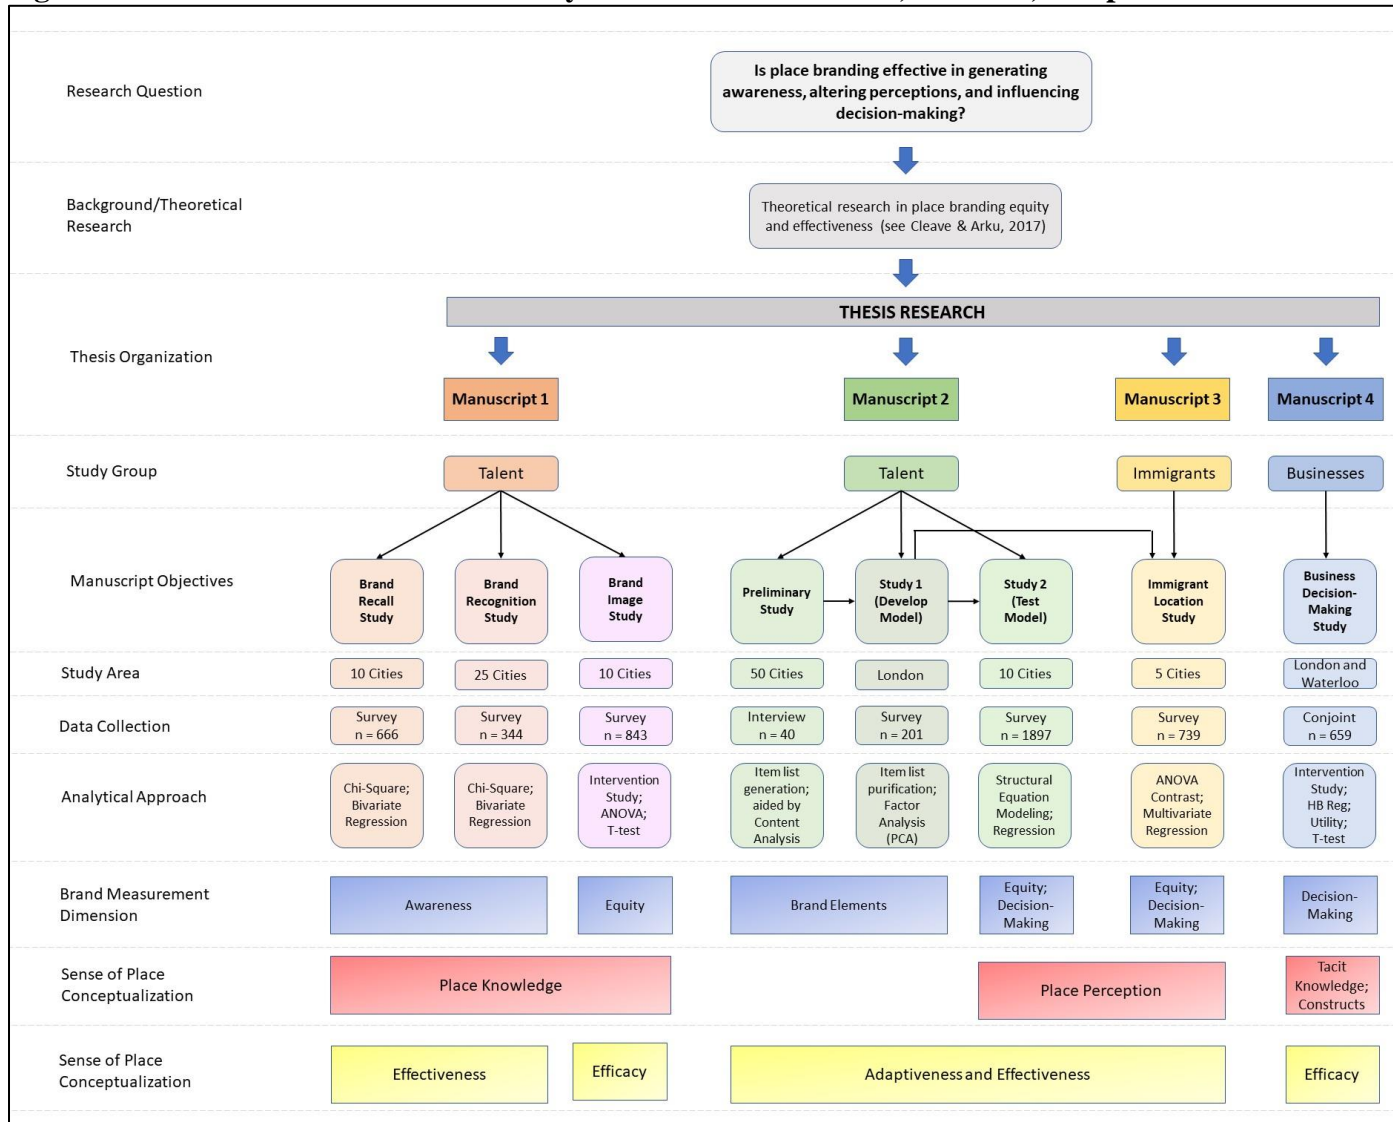 Research Question
Is place branding effective in generating
awareness, altering perceptions, and influencing
decision-making?
Background/Theoretical
Research
Theoretical research in place branding equity
and effectiveness (see Cleave & Arku, 2017)
THESIS RESEARCH
Thesis Organization
Manuscript 1
Manuscript 2
Manuscript 3
Manuscript 4
Study Group
Talent
Talent
Immigrants
Businesses
Manuscript Objectives
Brand
Recall
Study
Brand
Recognition
Study
Brand
Image
Study
Preliminary
Study
Study 1
(Develop
Model)
Study 2
(Test
Model)
Immigrant
Location
Study
Business
Decision-
Making
Study
Study Area
10 Cities
25 Cities
10 Cities
50 Cities
London
10 Cities
5 Cities
London and
Waterloo
Data Collection
Survey
n = 666
Survey
n = 344
Survey
n = 843
Interview
n = 40
Survey
n = 201
Survey
n = 1897
Survey
n = 739
Conjoint
n = 659
Analytical Approach
Chi-Square;
Bivariate
Regression
Chi-Square;
Bivariate
Regression
Intervention
Study;
ANOVA;
T-test
Item list
generation;
aided by
Content
Analysis
Item list
purification;
Factor
Analysis
(PCA)
Structural
Equation
Modeling;
Regression
ANOVA
Contrast;
Multivariate
Regression
Intervention
Study;
HB Reg;
Utility;
T-test
Brand Measurement
Dimension
Awareness
Equity
Brand Elements
Equity;
Decision-
Making
Equity;
Decision-
Making
Decision-
Making
Sense of Place
Conceptualization
Place Knowledge
Place Perception
Tacit
Knowledge;
Constructs
Sense of Place
Conceptualization
Effectiveness
Efficacy
Adaptiveness and Effectiveness
Efficacy